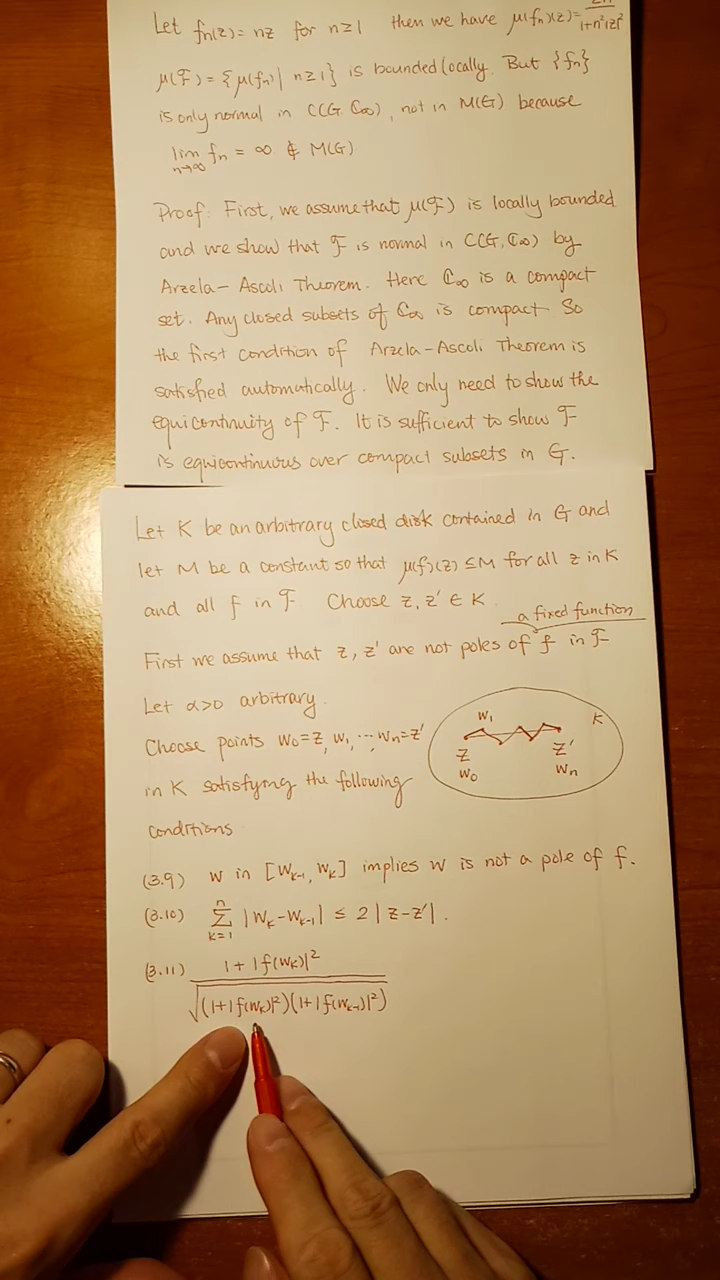 Let fn(z) = nz for n≥1 then we have μ(fn)(z) = 2n/1+n²|z|²
μ(F) = {μ(fn) | n≥1} is bounded locally. But {fn}
is only normal in C(G, C∞), not in M(G) because
lim n→∞ fn = ∞ ∉ M(G)
Proof: First, we assume that μ(F) is locally bounded
and we show that F is normal in C(G, C∞) by
Arzela-Ascoli Theorem. Here C∞ is a compact
set. Any closed subsets of C∞ is compact. So
the first condition of Arzela-Ascoli Theorem is
satisfied automatically. We only need to show the
equicontinuity of F. It is sufficient to show F
is equicontinuous over compact subsets in G.
Let K be an arbitrary closed disk contained in G and
let M be a constant so that μ(f)(z) ≤ M for all z in K
and all f in F Choose z, z' ∈ K.
a fixed function
First we assume that z, z' are not poles of f in F
Let α>0 arbitrary.
Choose points w₀=z, w₁, ..., wn=z'
in K satisfying the following
conditions
w₁ K
z z'
w₀ wn
(3.9) w in [wk-1, wk] implies w is not a pole of f.
(3.10) Σ k=1 n |wk - wk-1| ≤ 2|z-z'|.
(3.11) 1+|f(wk)|² / √(1+|f(wk)|²)(1+|f(wk-1)|²)